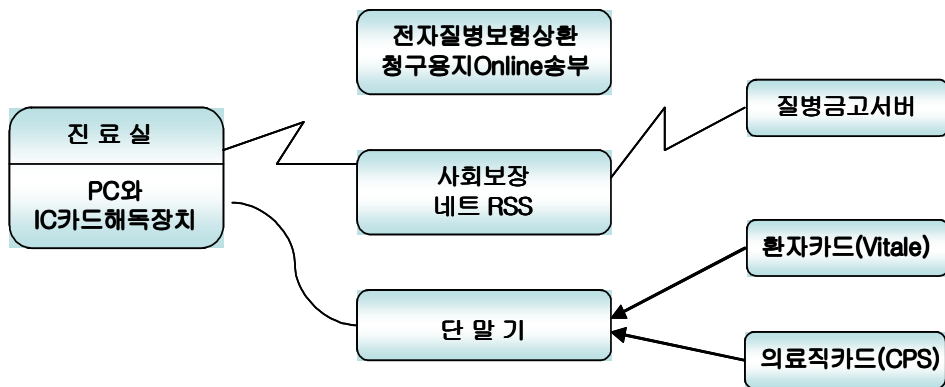 전자질병보험상환
청구용지Online송부
질병금고서버
진 료 실
PC와
IC카드해독장치
사회보장
네트 RSS
환자카드(Vitale)
단 말 기
의료직카드(CPS)